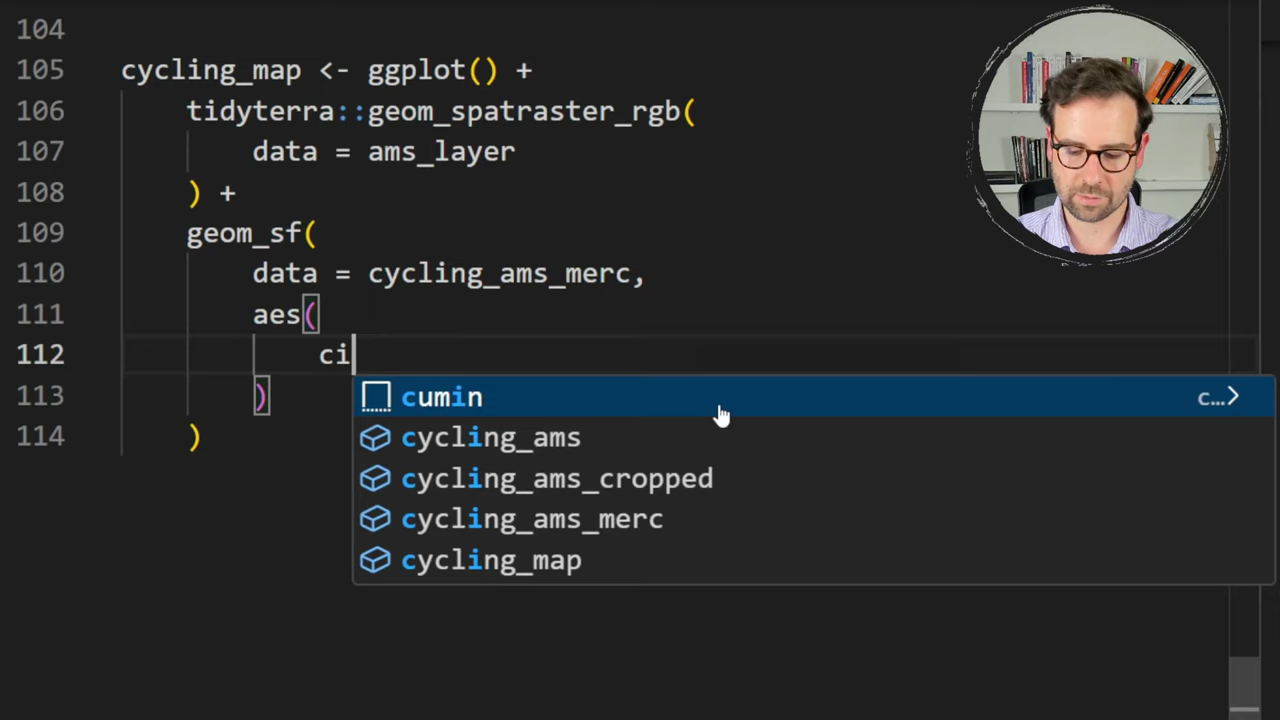 104
105 cycling_map <- ggplot() +
106 tidyterra::geom_spatraster_rgb(
107 data = ams_layer
108 ) +
109 geom_sf(
110 data = cycling_ams_merc,
111 aes(
112 ci
113 )
114 )
cumin c...
cycling_ams
cycling_ams_cropped
cycling_ams_merc
cycling_map